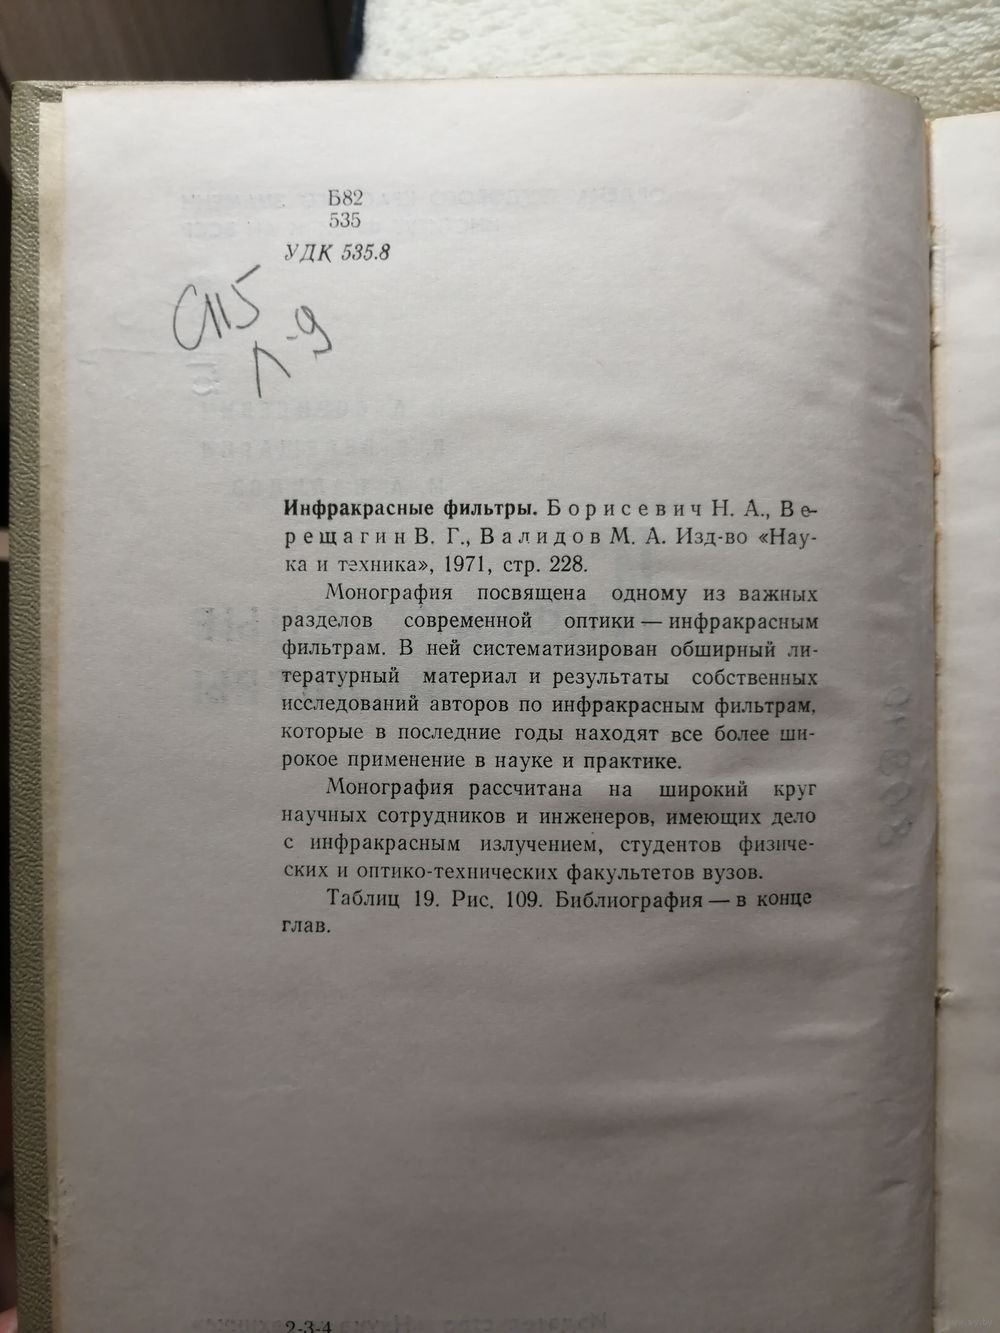 Б82
535
УДК 535.8
Инфракрасные фильтры. Борисевич Н. А., Ве-
рещагин В. Г., Валидов М. А. Изд-во «Нау-
ка и техника», 1971, стр. 228.
Монография посвящена одному из важных
разделов современной оптики — инфракрасным
фильтрам. В ней систематизирован обширный ли-
тературный материал и результаты собственных
исследований авторов по инфракрасным фильтрам,
которые в последние годы находят все более ши-
рокое применение в науке и практике.
Монография рассчитана на широкий круг
научных сотрудников и инженеров, имеющих дело
с инфракрасным излучением, студентов физиче-
ских и оптико-технических факультетов вузов.
Таблиц 19. Рис. 109. Библиография — в конце
глав.
2-3-4